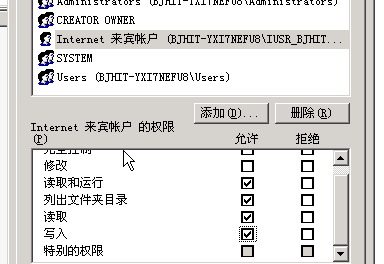 Administrators (BJHIT-YXI7NEFU8\Administrators)
CREATOR OWNER
Internet 来宾帐户 (BJHIT-YXI7NEFU8\IUSR_BJHIT...
SYSTEM
Users (BJHIT-YXI7NEFU8\Users)
添加(D)... 删除(R)
Internet 来宾帐户 的权限
(P) 允许 拒绝
完全控制
修改
读取和运行
列出文件夹目录
读取
写入
特别的权限